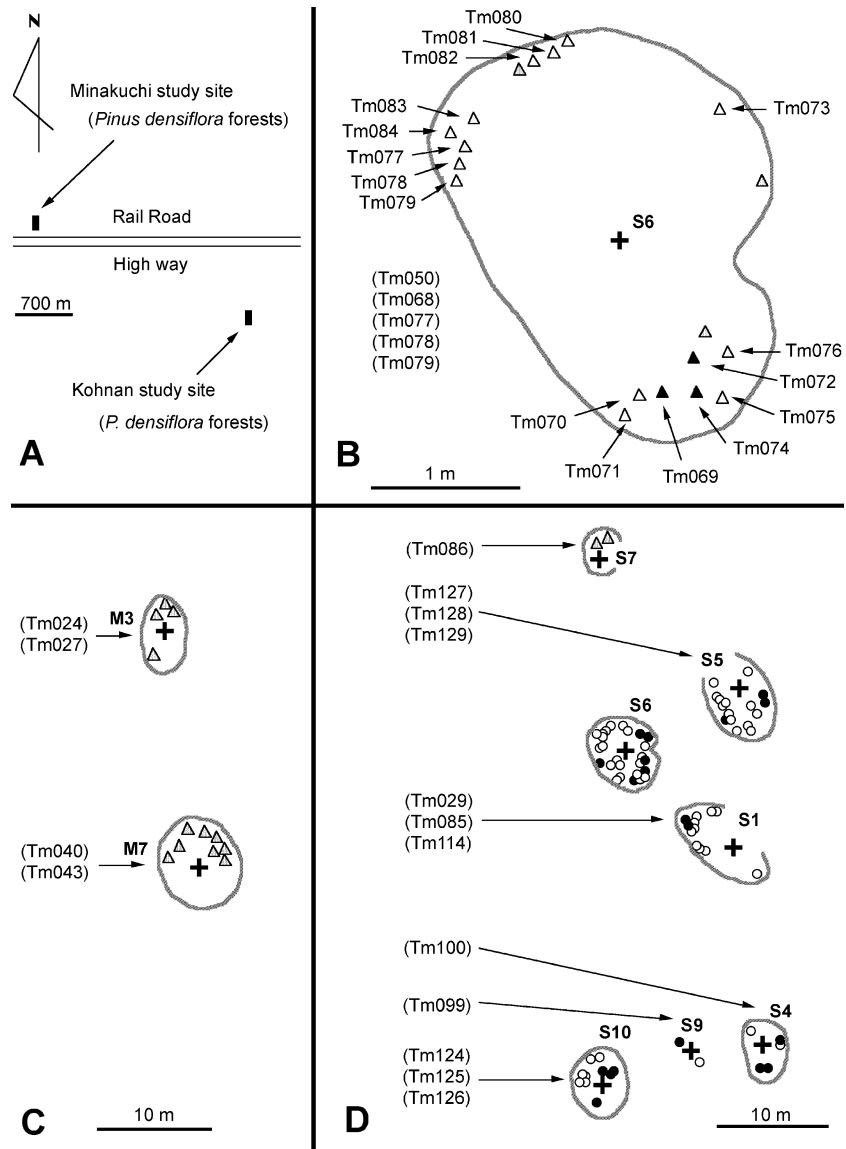 N
Minakuchi study site
(Pinus densiflora forests)
Rail Road
High way
700 m
Kohnan study site
(P. densiflora forests)
A
Tm080
Tm081
Tm082
Tm083
Tm084
Tm077
Tm078
Tm079
Tm073
S6
(Tm050)
(Tm068)
(Tm077)
(Tm078)
(Tm079)
Tm076
Tm072
Tm075
Tm070
Tm074
Tm071
Tm069
B
1 m
(Tm024)
(Tm027)
M3
(Tm040)
(Tm043)
M7
C
10 m
(Tm086)
S7
(Tm127)
(Tm128)
(Tm129)
S5
S6
(Tm029)
(Tm085)
(Tm114)
S1
(Tm100)
(Tm099)
S4
S9
S10
(Tm124)
(Tm125)
(Tm126)
D
10 m